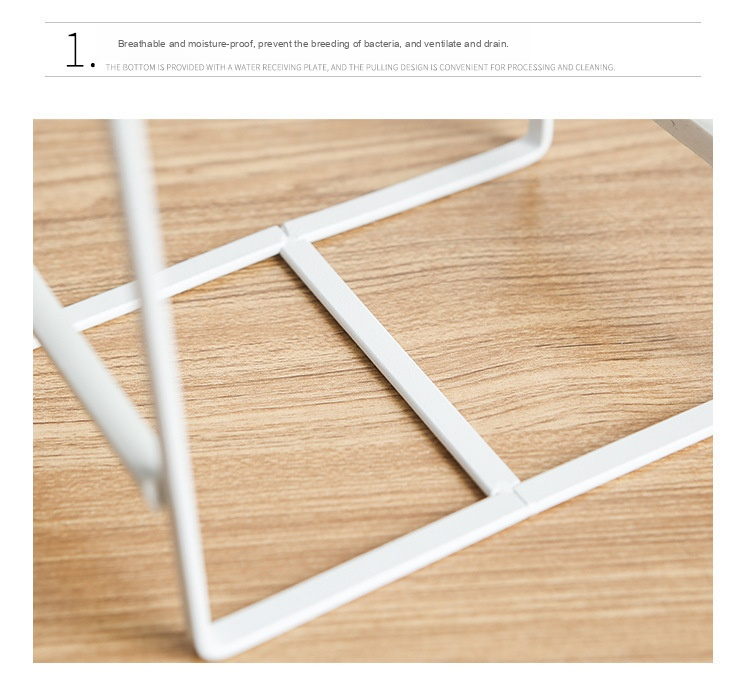 1.
Breathable and moisture-proof, prevent the breeding of bacteria, and ventilate and drain.
THE BOTTOM IS PROVIDED WITH A WATER RECEIVING PLATE, AND THE PULLING DESIGN IS CONVENIENT FOR PROCESSING AND CLEANING.